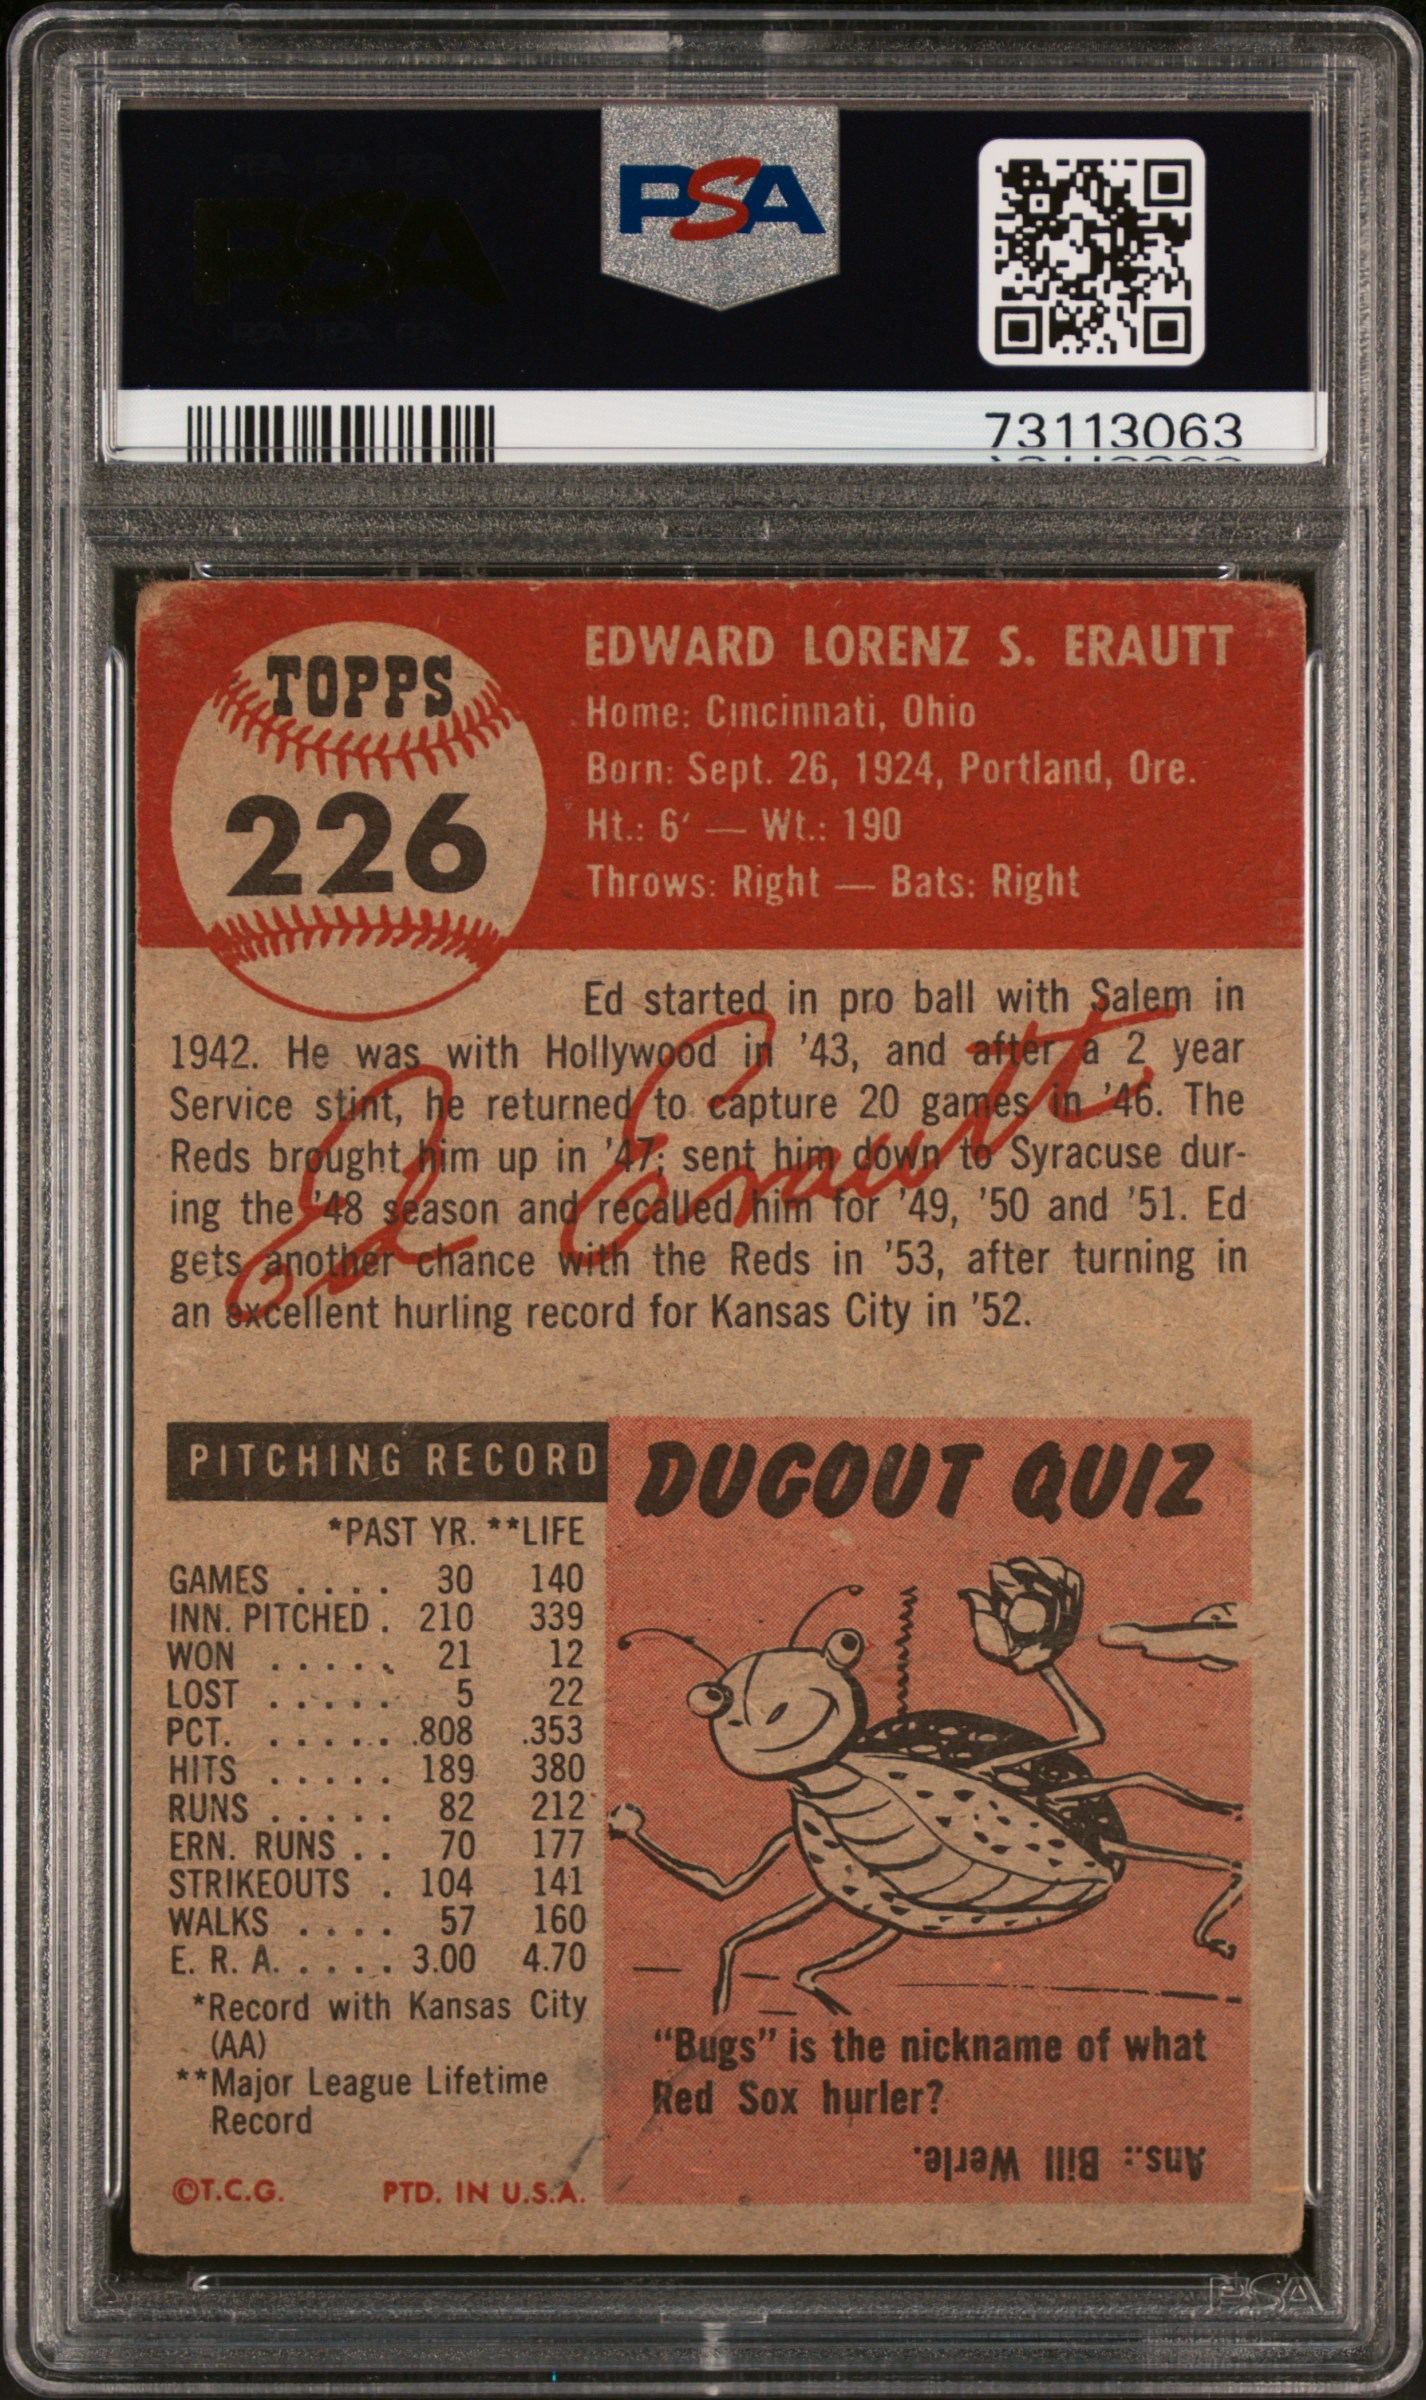 PSA PSA PSA
PSA
PSA PSA PSA
PSA
73113063
TOPPS
226
EDWARD LORENZ S. ERAUTT
Home: Cincinnati, Ohio
Born: Sept. 26, 1924, Portland, Ore.
Ht.: 6' — Wt.: 190
Throws: Right — Bats: Right
Ed started in pro ball with Salem in
1942. He was with Hollywood in '43, and after a 2 year
Service stint, he returned to capture 20 games in '46. The
Reds brought him up in '47; sent him down to Syracuse dur-
ing the '48 season and recalled him for '49, '50 and '51. Ed
gets another chance with the Reds in '53, after turning in
an excellent hurling record for Kansas City in '52.
Ed Erautt
PITCHING RECORD
*PAST YR. **LIFE
GAMES .... 30 140
INN. PITCHED . 210 339
WON ..... 21 12
LOST ..... 5 22
PCT. ...... .808 .353
HITS ..... 189 380
RUNS ..... 82 212
ERN. RUNS .. 70 177
STRIKEOUTS . 104 141
WALKS .... 57 160
E. R. A. ..... 3.00 4.70
*Record with Kansas City
(AA)
**Major League Lifetime
Record
©T.C.G. PTD. IN U.S.A.
DUGOUT QUIZ
"Bugs" is the nickname of what
Red Sox hurler?
Ans.: Bill Werle.
PSA